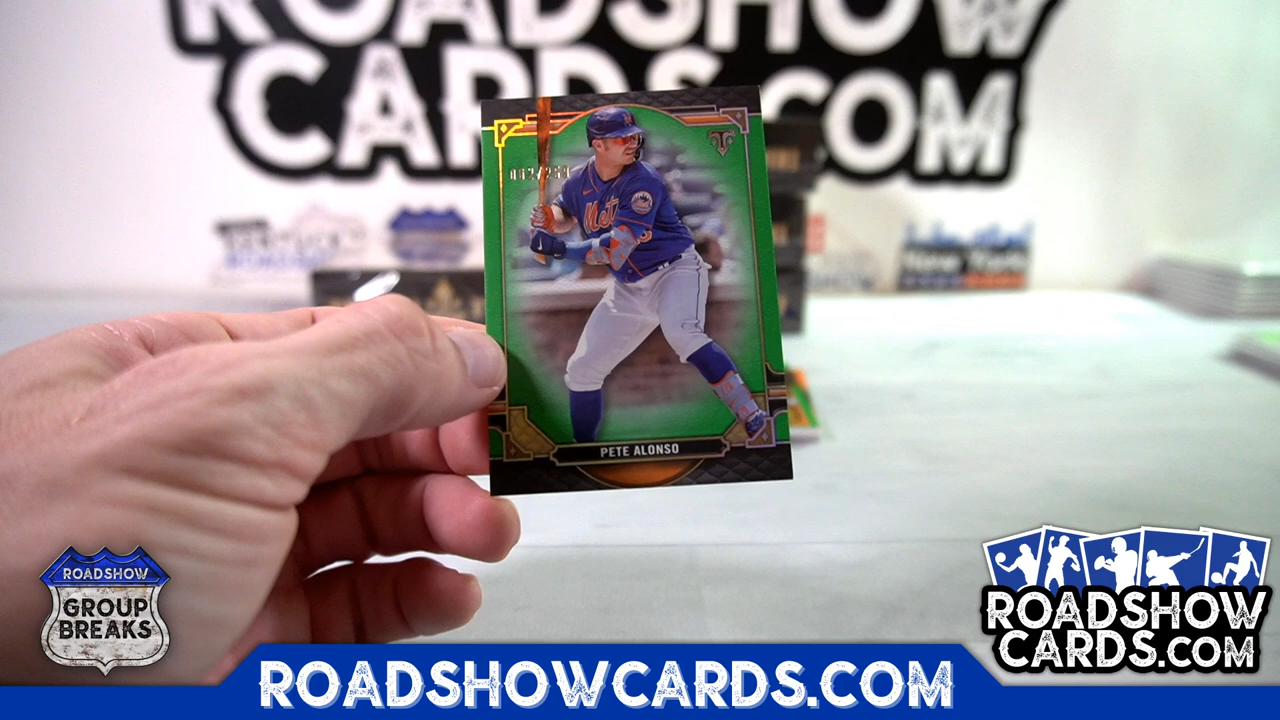 ROADSHOW
CARDS.COM
Mets
PETE ALONSO
ROADSHOW
GROUP
BREAKS
ROADSHOW
CARDS.COM
ROADSHOWCARDS.COM